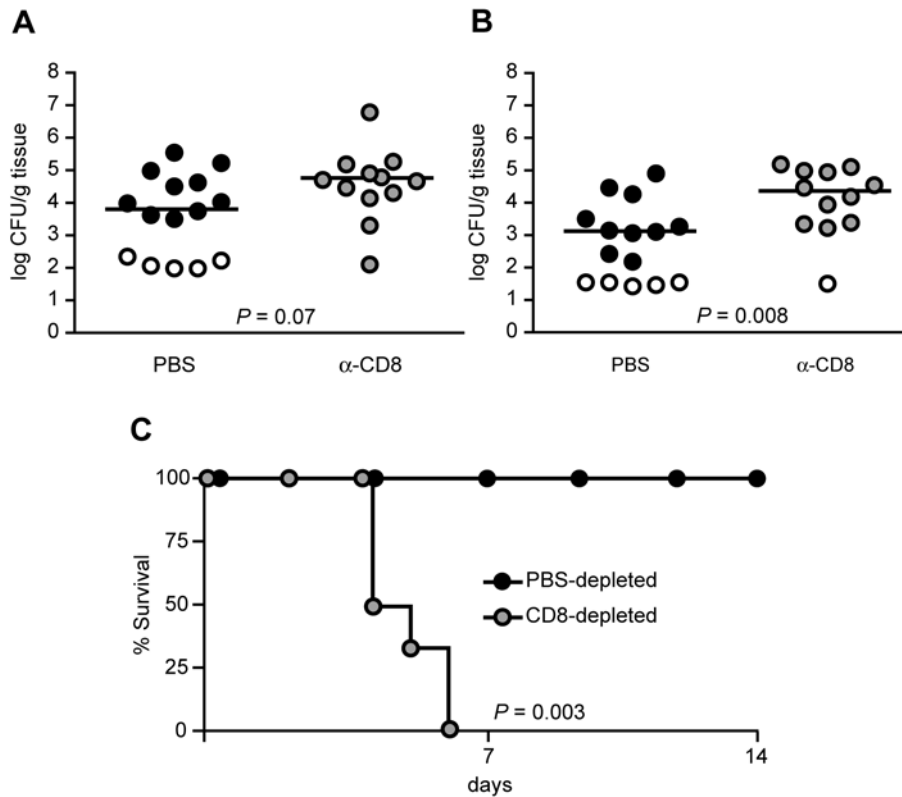 A
log CFU/g tissue
8
7
6
5
4
3
2
1
0
P = 0.07
PBS
α-CD8
B
log CFU/g tissue
8
7
6
5
4
3
2
1
0
P = 0.008
PBS
α-CD8
C
% Survival
100
75
50
25
0
PBS-depleted
CD8-depleted
P = 0.003
7
14
days